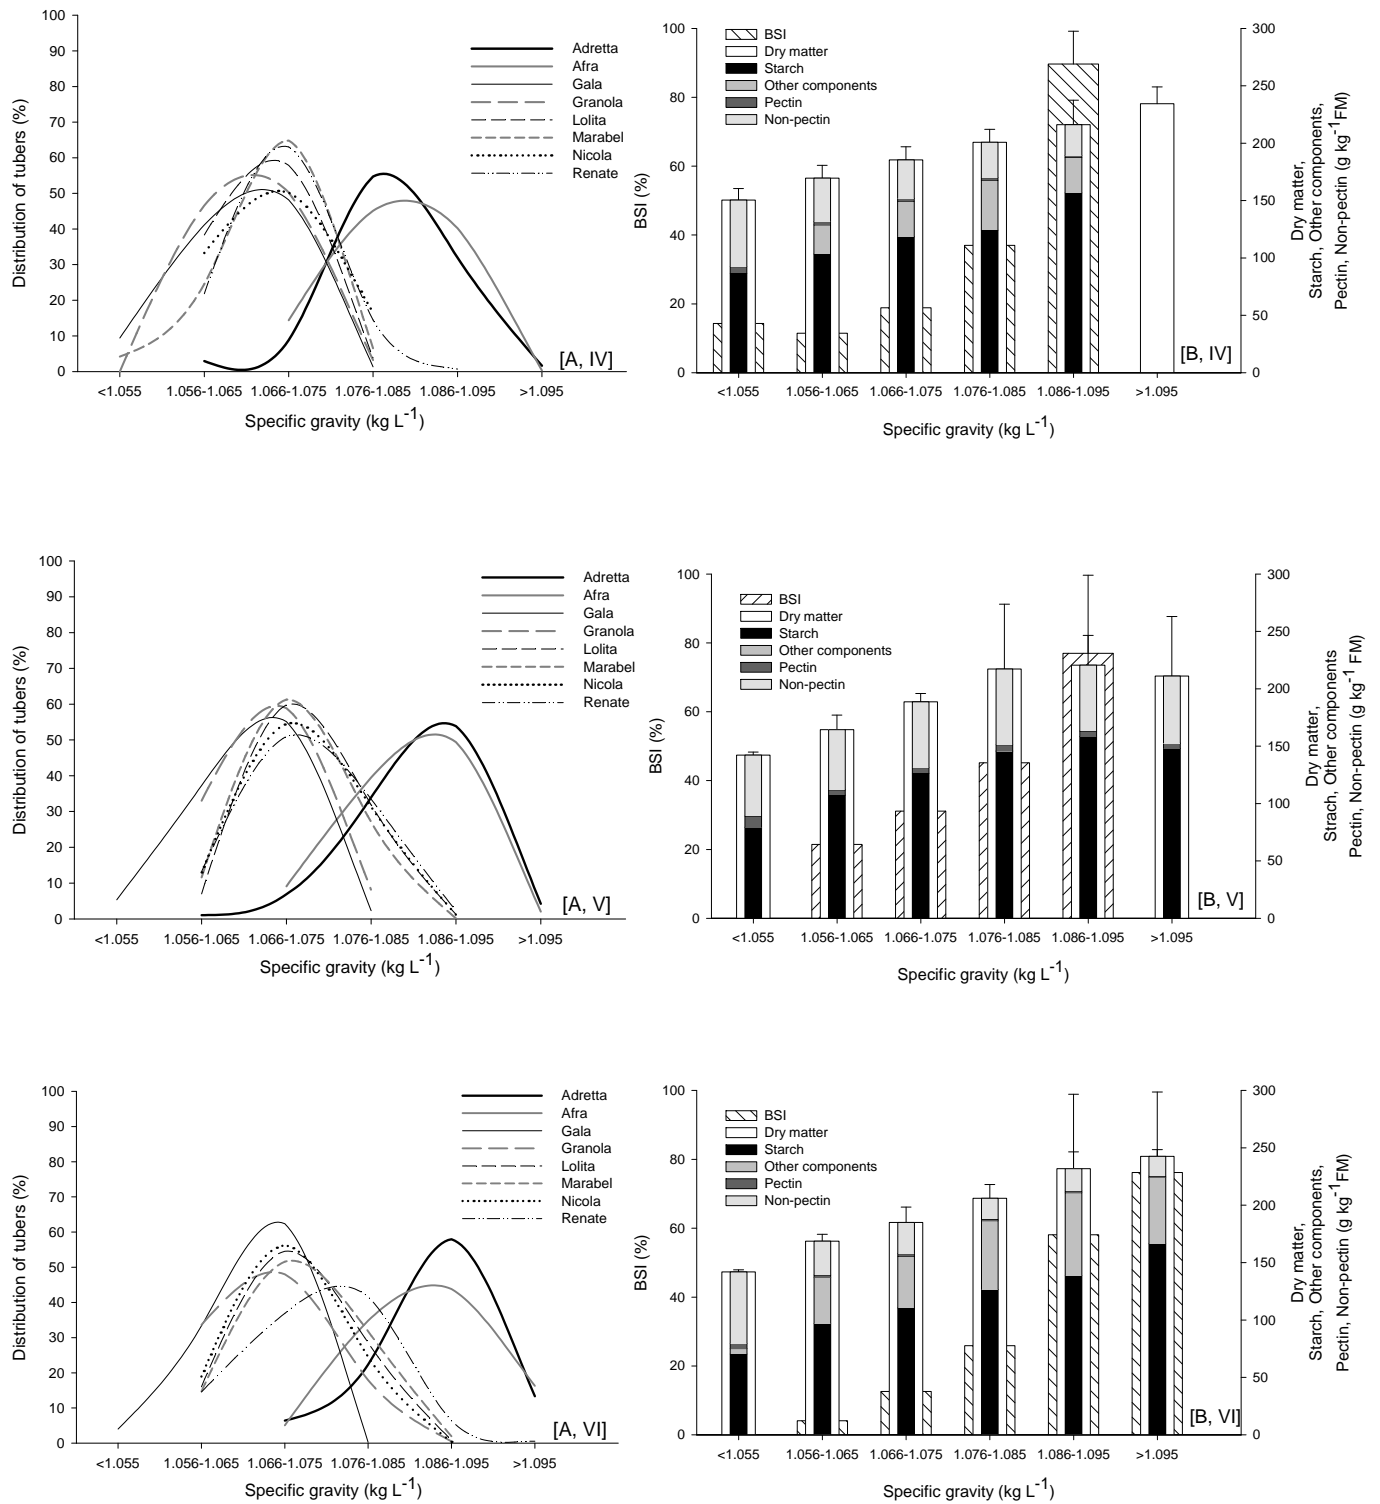 100
90
80
70
60
50
40
30
20
10
0
Distribution of tubers (%)
Adretta
Afra
Gala
Granola
Lolita
Marabel
Nicola
Renate
[A, IV]
<1.055 1.056-1.065 1.066-1.075 1.076-1.085 1.086-1.095 >1.095
Specific gravity (kg L-1)
100
80
60
40
20
0
BSI (%)
BSI
Dry matter
Starch
Other components
Pectin
Non-pectin
300
250
200
150
100
50
0
Dry matter,
Starch, Other components,
Pectin, Non-pectin (g kg-1FM)
[B, IV]
<1.055 1.056-1.065 1.066-1.075 1.076-1.085 1.086-1.095 >1.095
Specific gravity (kg L-1)
100
90
80
70
60
50
40
30
20
10
0
Distribution of tubers (%)
Adretta
Afra
Gala
Granola
Lolita
Marabel
Nicola
Renate
[A, V]
<1.055 1.056-1.065 1.066-1.075 1.076-1.085 1.086-1.095 >1.095
Specific gravity (kg L-1)
100
80
60
40
20
0
BSI (%)
BSI
Dry matter
Starch
Other components
Pectin
Non-pectin
300
250
200
150
100
50
0
Dry matter,
Strach, Other components
Pectin, Non-pectin (g kg-1 FM)
[B, V]
<1.055 1.056-1.065 1.066-1.075 1.076-1.085 1.086-1.095 >1.095
Specific gravity (kg L-1)
100
90
80
70
60
50
40
30
20
10
0
Distribution of tubers (%)
Adretta
Afra
Gala
Granola
Lolita
Marabel
Nicola
Renate
[A, VI]
<1.055 1.056-1.065 1.066-1.075 1.076-1.085 1.086-1.095 >1.095
Specific gravity (kg L-1)
100
80
60
40
20
0
BSI (%)
BSI
Dry matter
Starch
Other components
Pectin
Non-pectin
300
250
200
150
100
50
0
Dry matter,
Starch, Other components,
Pectin, Non-pectin (g kg-1FM)
[B, VI]
<1.055 1.056-1.065 1.066-1.075 1.076-1.085 1.086-1.095 >1.095
Specific gravity (kg L-1)